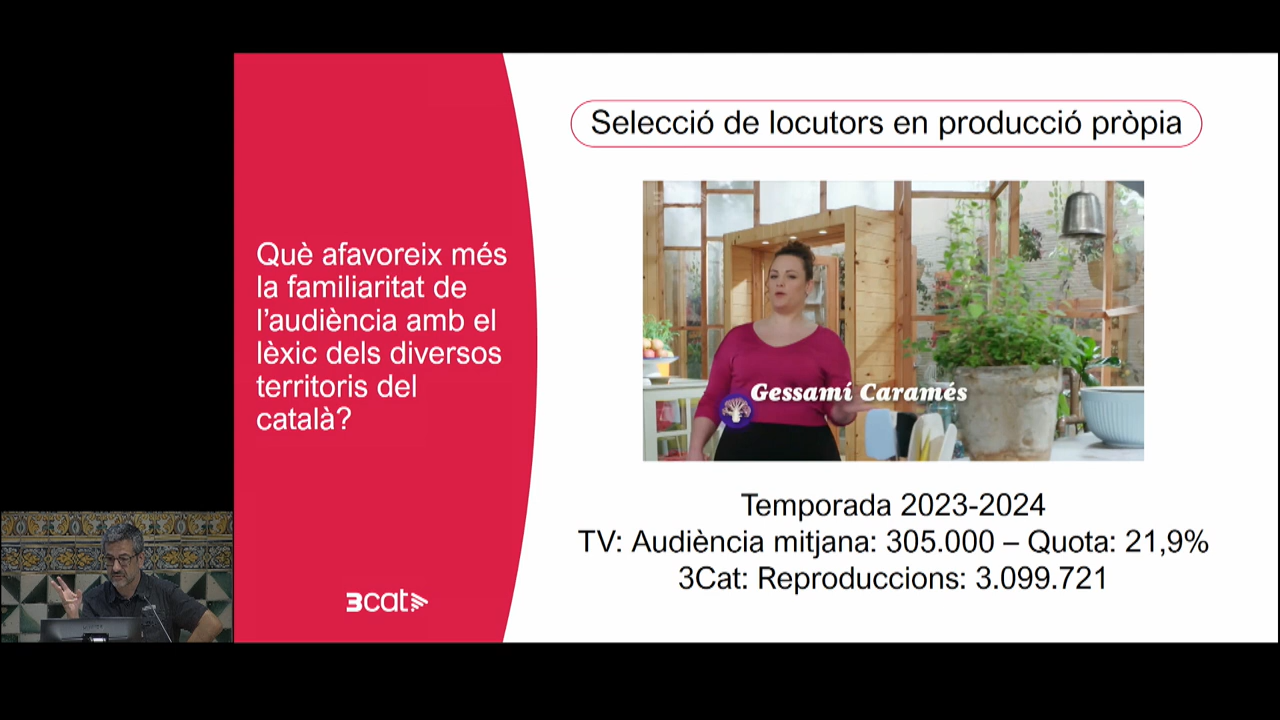 Selecció de locutors en producció pròpia
Què afavoreix més
la familiaritat de
l'audiència amb el
lèxic dels diversos
territoris del
català?
Gessamí Caramés
Temporada 2023-2024
TV: Audiència mitjana: 305.000 – Quota: 21,9%
3Cat: Reproduccions: 3.099.721
3cat